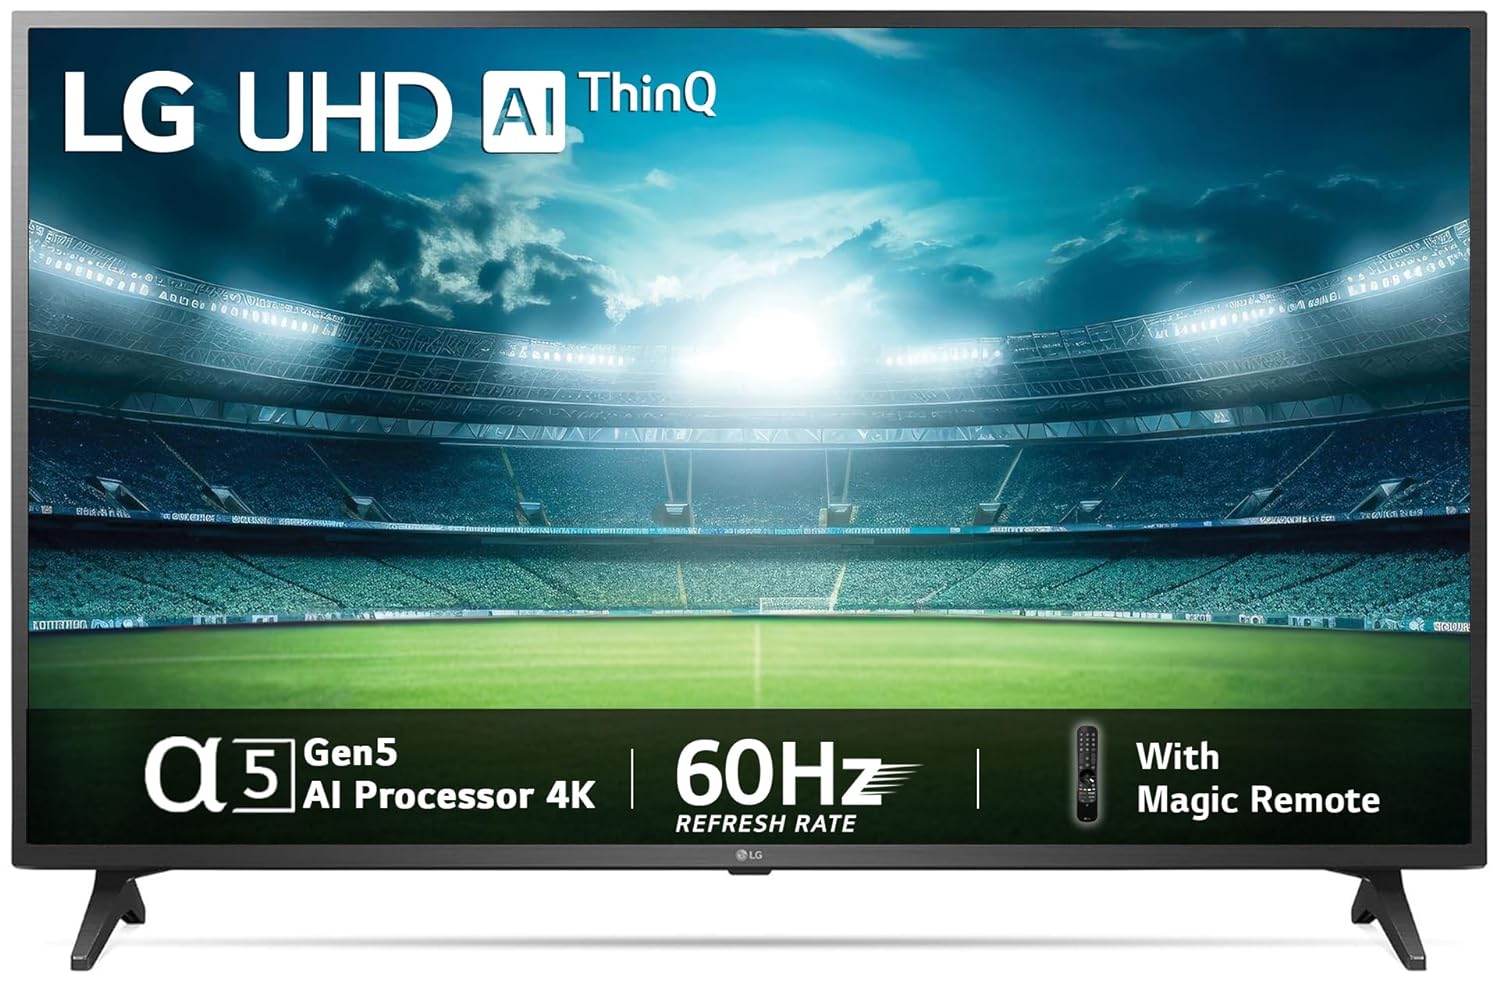 LG UHD AI ThinQ
α5 Gen5
AI Processor 4K
60Hz
REFRESH RATE
With
Magic Remote
LG